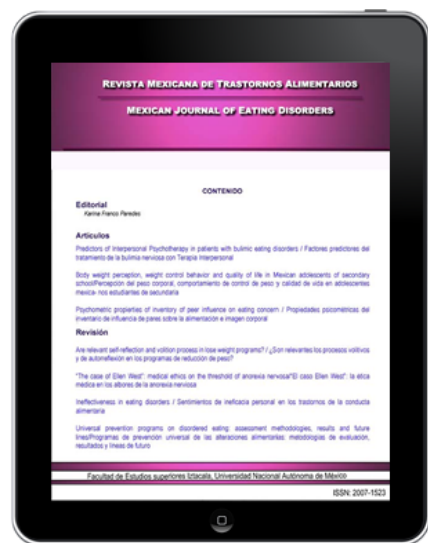 REVISTA MEXICANA DE TRASTORNOS ALIMENTARIOS
MEXICAN JOURNAL OF EATING DISORDERS
CONTENIDO
Editorial
Karina Franco Paredes
Artículos
Predictors of Interpersonal Psychotherapy in patients with bulimic eating disorders / Factores predictores del
tratamiento de la bulimia nerviosa con Terapia Interpersonal
Body weight perception, weight control behavior and quality of life in Mexican adolescents of secondary
school/Percepción del peso corporal, comportamiento de control de peso y calidad de vida en adolescentes
mexica- nos estudiantes de secundaria
Psychometric propierties of inventory of peer influence on eating concern / Propiedades psicométricas del
inventario de influencia de pares sobre la alimentación e imagen corporal
Revisión
Are relevant self-reflection and volition process in lose weight programs? / ¿Son relevantes los procesos volitivos
y de autorreflexión en los programas de reducción de peso?
"The case of Ellen West": medical ethics on the threshold of anorexia nervosa/"El caso Ellen West": la ética
medica en los albores de la anorexia nerviosa
Ineffectiveness in eating disorders / Sentimientos de ineficacia personal en los trastornos de la conducta
alimentaria
Universal prevention programs on disordered eating: assessment methodologies, results and future
lines/Programas de prevención universal de las alteraciones alimentarias: metodologías de evaluación,
resultados y líneas de futuro
Facultad de Estudios superiores Iztacala, Universidad Nacional Autónoma de México
ISSN: 2007-1523